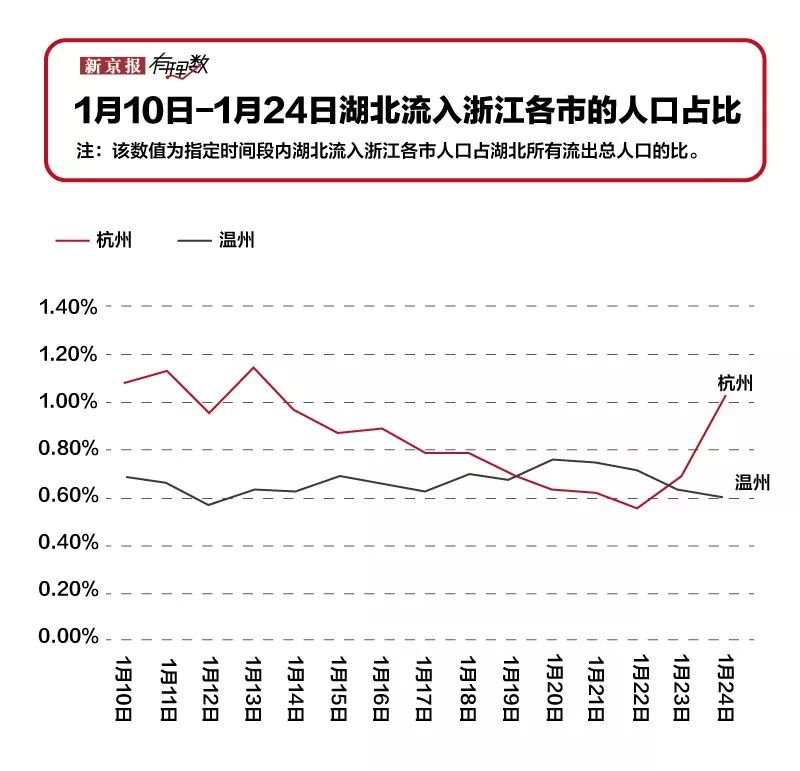 新京报 有理数
1月10日-1月24日湖北流入浙江各市的人口占比
注：该数值为指定时间段内湖北流入浙江各市人口占湖北所有流出总人口的比。
杭州 温州
1.40%
1.20%
杭州
1.00%
0.80%
温州
0.60%
0.40%
0.20%
0.00%
1月10日 1月11日 1月12日 1月13日 1月14日 1月15日 1月16日 1月17日 1月18日 1月19日 1月20日 1月21日 1月22日 1月23日 1月24日